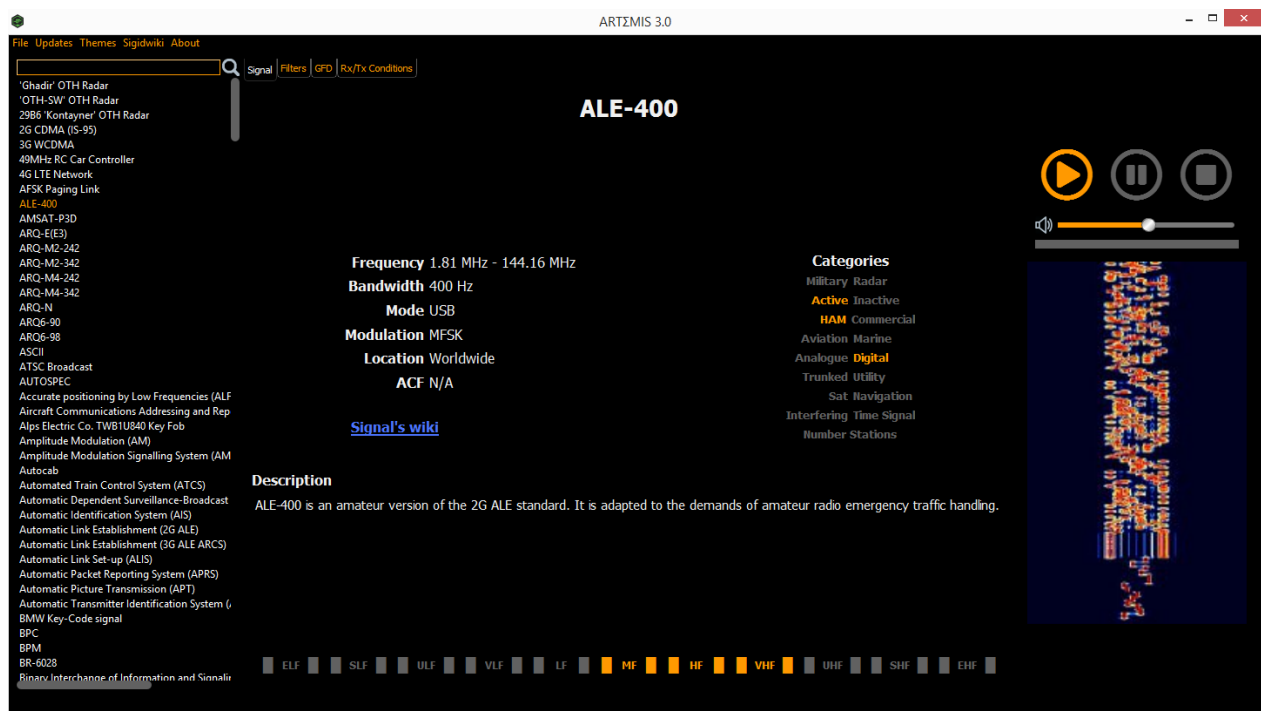 ARTΣMIS 3.0
File Updates Themes Sigidwiki About
Signal Filters GFD Rx/Tx Conditions
'Ghadir' OTH Radar
'OTH-SW' OTH Radar
29B6 'Kontayner' OTH Radar
2G CDMA (IS-95)
3G WCDMA
49MHz RC Car Controller
4G LTE Network
AFSK Paging Link
ALE-400
AMSAT-P3D
ARQ-E(E3)
ARQ-M2-242
ARQ-M2-342
ARQ-M4-242
ARQ-M4-342
ARQ-N
ARQ6-90
ARQ6-98
ASCII
ATSC Broadcast
AUTOSPEC
Accurate positioning by Low Frequencies (ALF
Aircraft Communications Addressing and Rep
Alps Electric Co. TWB1U840 Key Fob
Amplitude Modulation (AM)
Amplitude Modulation Signalling System (AM
Autocab
Automated Train Control System (ATCS)
Automatic Dependent Surveillance-Broadcast
Automatic Identification System (AIS)
Automatic Link Establishment (2G ALE)
Automatic Link Establishment (3G ALE ARCS)
Automatic Link Set-up (ALIS)
Automatic Packet Reporting System (APRS)
Automatic Picture Transmission (APT)
Automatic Transmitter Identification System (
BMW Key-Code signal
BPC
BPM
BR-6028
Binary Interchange of Information and Signalin
ALE-400
Frequency 1.81 MHz - 144.16 MHz
Bandwidth 400 Hz
Mode USB
Modulation MFSK
Location Worldwide
ACF N/A
Signal's wiki
Categories
Military Radar
Active Inactive
HAM Commercial
Aviation Marine
Analogue Digital
Trunked Utility
Sat Navigation
Interfering Time Signal
Number Stations
Description
ALE-400 is an amateur version of the 2G ALE standard. It is adapted to the demands of amateur radio emergency traffic handling.
ELF SLF ULF VLF LF MF HF VHF UHF SHF EHF